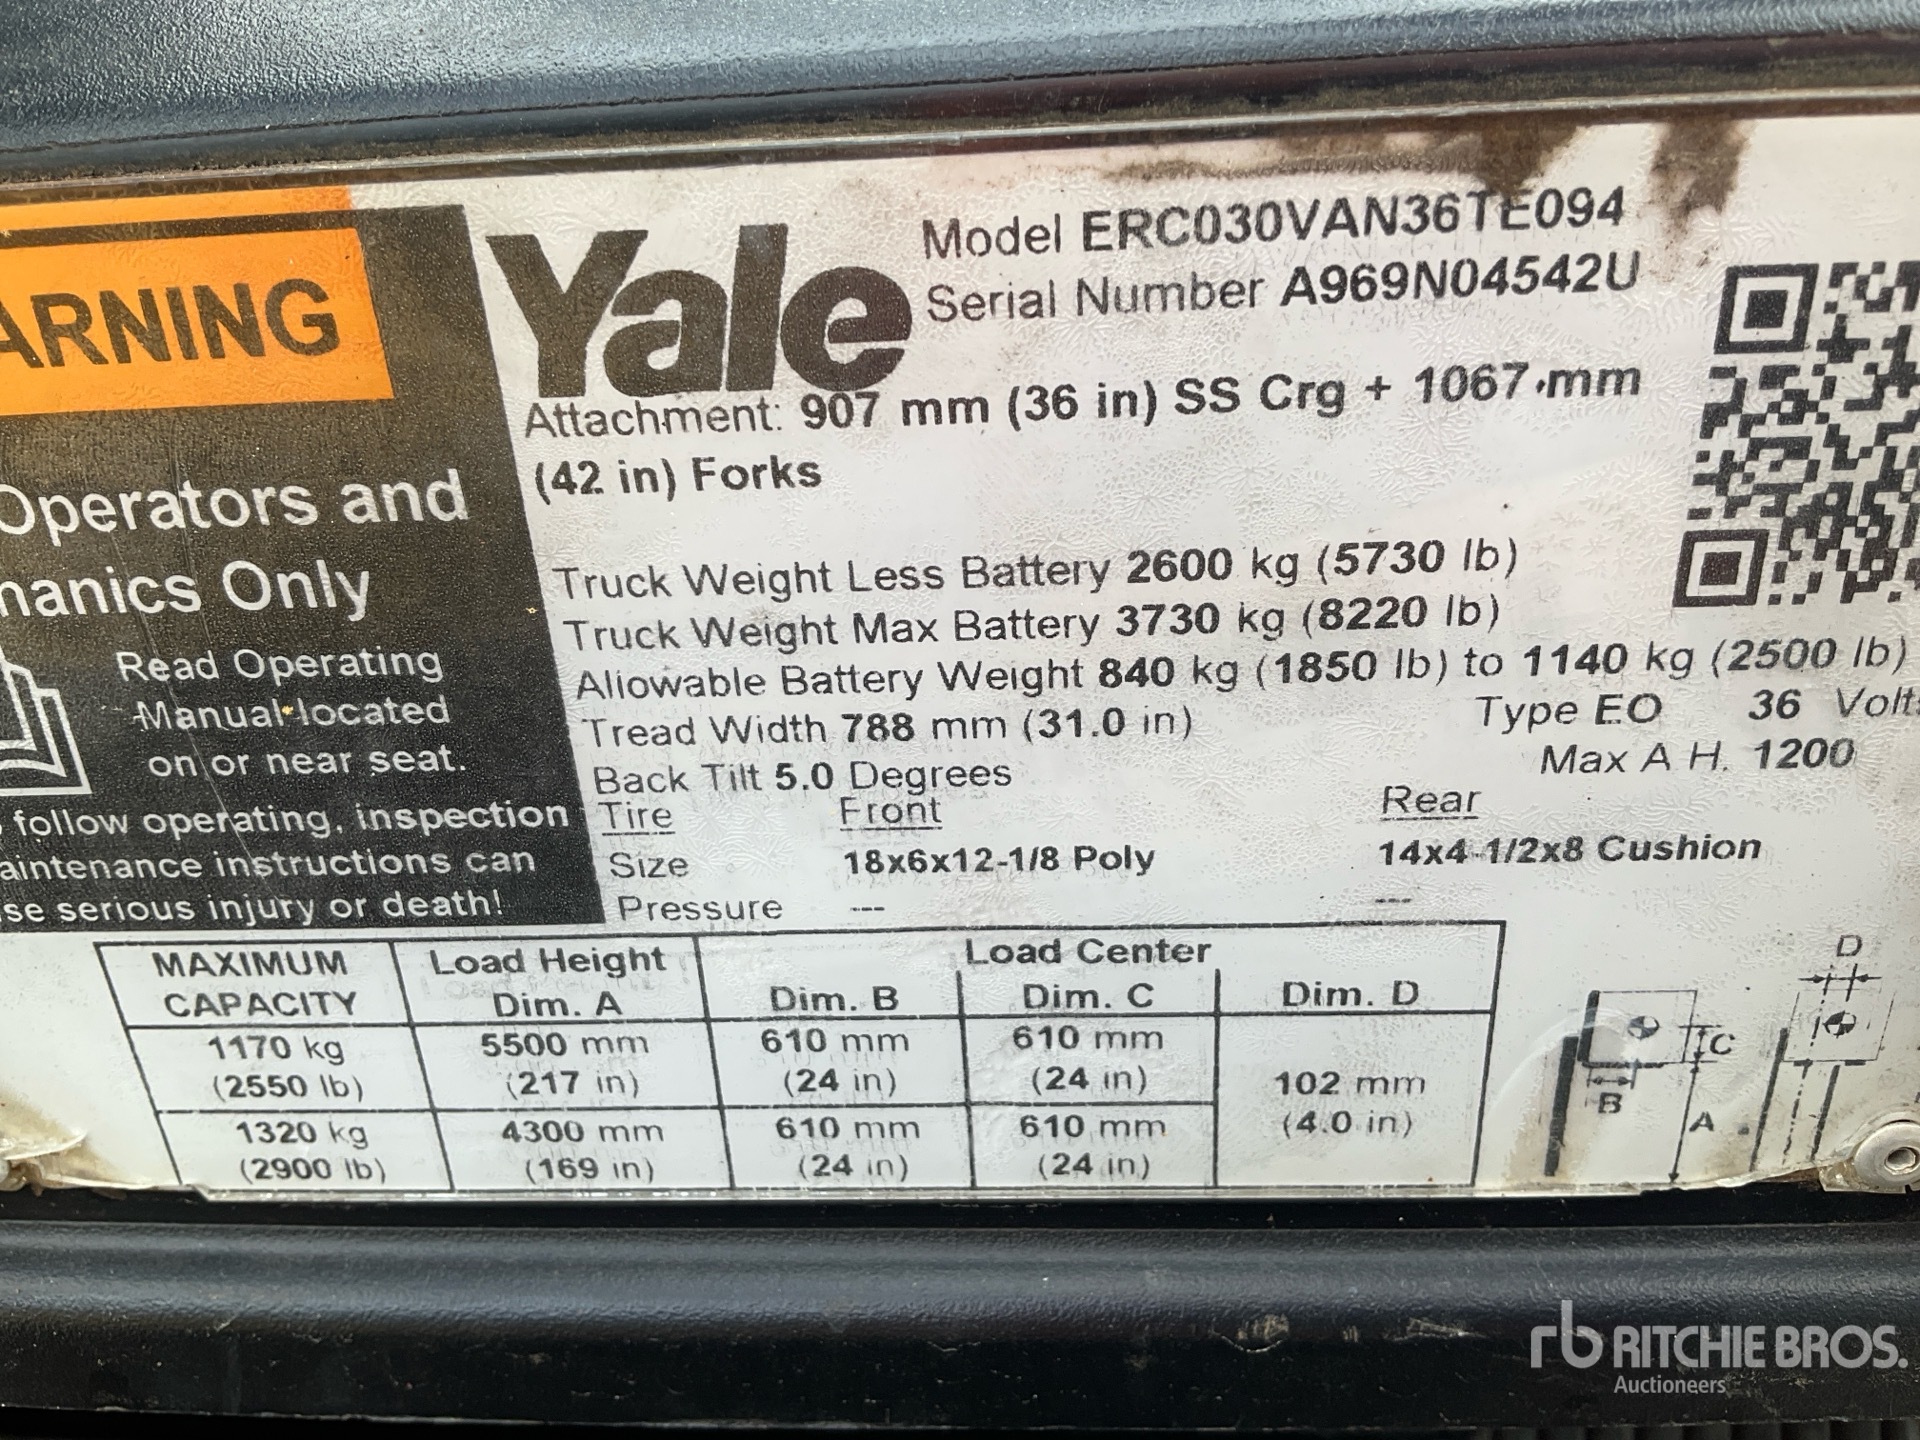 ARNING
Operators and
Only
Read Operating
Manual located
on or near seat.
follow operating, inspection
instructions can
serious injury or death!
Yale
Model ERC030VAN36TE094
Serial Number A969N04542U
Attachment: 907 mm (36 in) SS Crg + 1067 mm
(42 in) Forks
Truck Weight Less Battery 2600 kg (5730 lb)
Truck Weight Max Battery 3730 kg (8220 lb)
Allowable Battery Weight 840 kg (1850 lb) to 1140 kg (2500 lb)
Tread Width 788 mm (31.0 in) Type EO 36 Volts
Back Tilt 5.0 Degrees Max A H. 1200
Tire Front Rear
Size 18x6x12-1/8 Poly 14x4-1/2x8 Cushion
Pressure --- ---
MAXIMUM Load Height Load Center
CAPACITY Dim. A Dim. B Dim. C Dim. D
1170 kg 5500 mm 610 mm 610 mm
(2550 lb) (217 in) (24 in) (24 in)
102 mm
(4.0 in)
1320 kg 4300 mm 610 mm 610 mm
(2900 lb) (169 in) (24 in) (24 in)
D
C
B
A
rb RITCHIE BROS.
Auctioneers